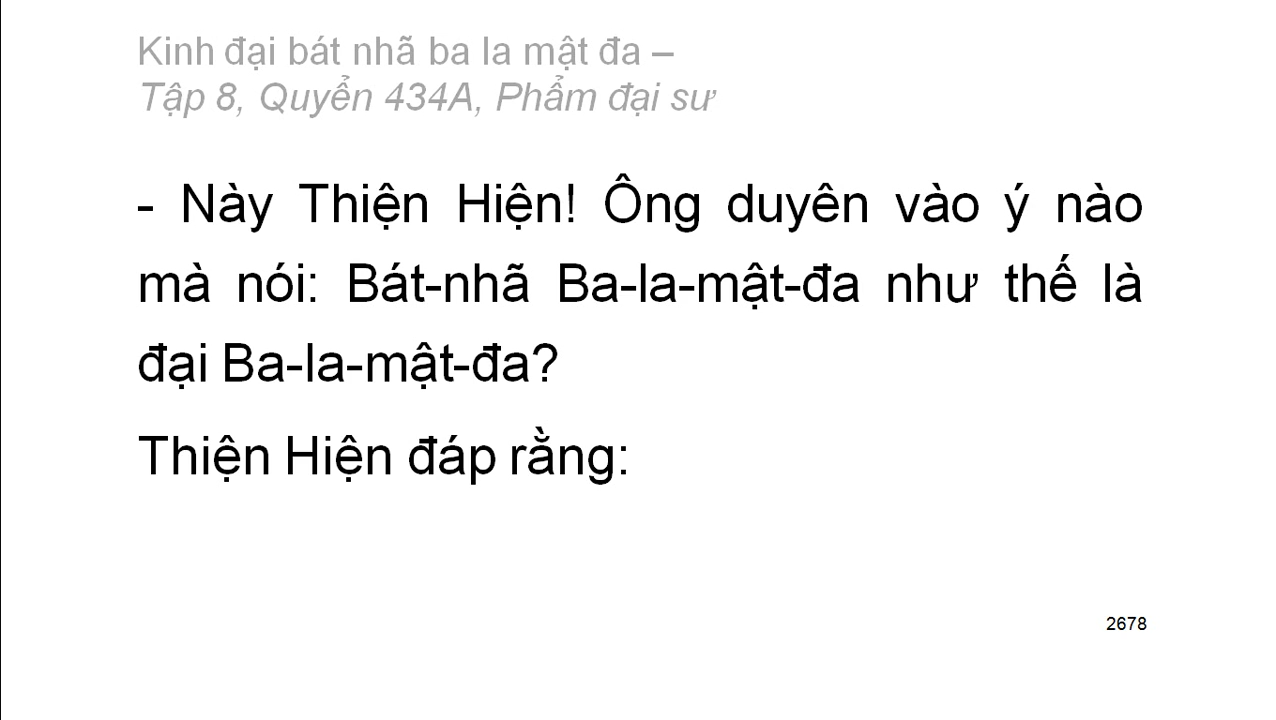 Kinh đại bát nhã ba la mật đa –
Tập 8, Quyển 434A, Phẩm đại sư
- Này Thiện Hiện! Ông duyên vào ý nào
mà nói: Bát-nhã Ba-la-mật-đa như thế là
đại Ba-la-mật-đa?
Thiện Hiện đáp rằng:
2678